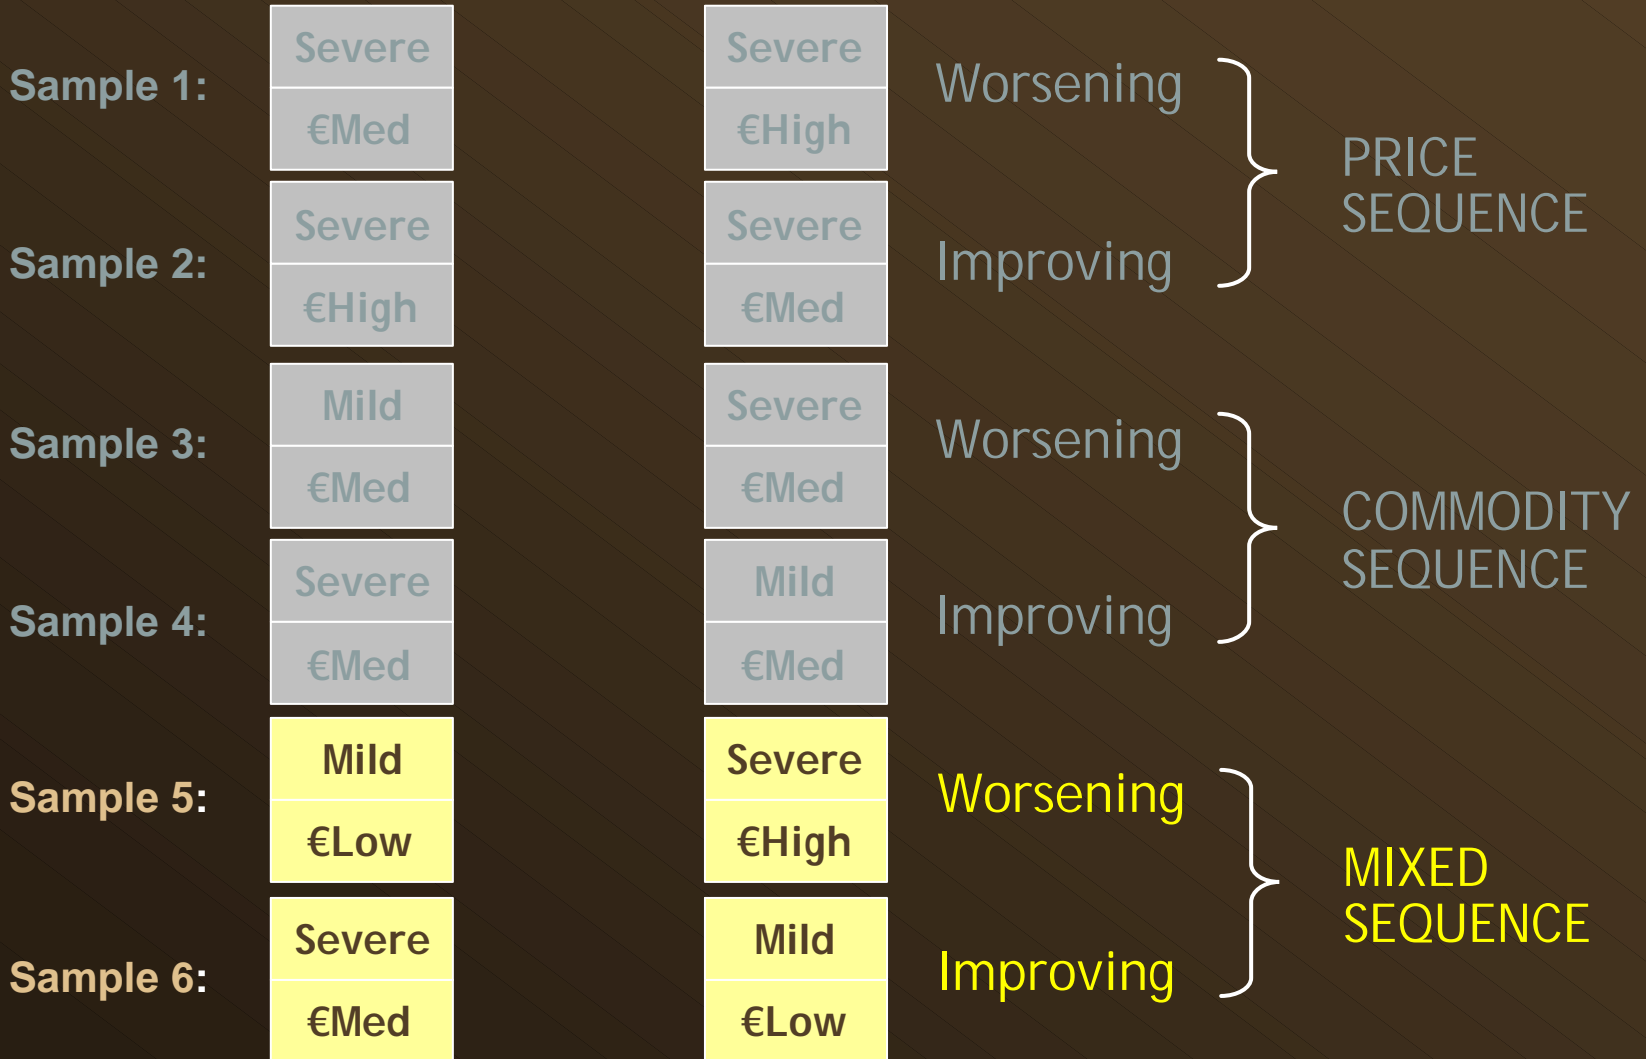 Sample 1:
Severe
€Med
Severe
€High
Worsening
PRICE
SEQUENCE
Sample 2:
Severe
€High
Severe
€Med
Improving
Sample 3:
Mild
€Med
Severe
€Med
Worsening
COMMODITY
SEQUENCE
Sample 4:
Severe
€Med
Mild
€Med
Improving
Sample 5:
Mild
€Low
Severe
€High
Worsening
MIXED
SEQUENCE
Sample 6:
Severe
€Med
Mild
€Low
Improving